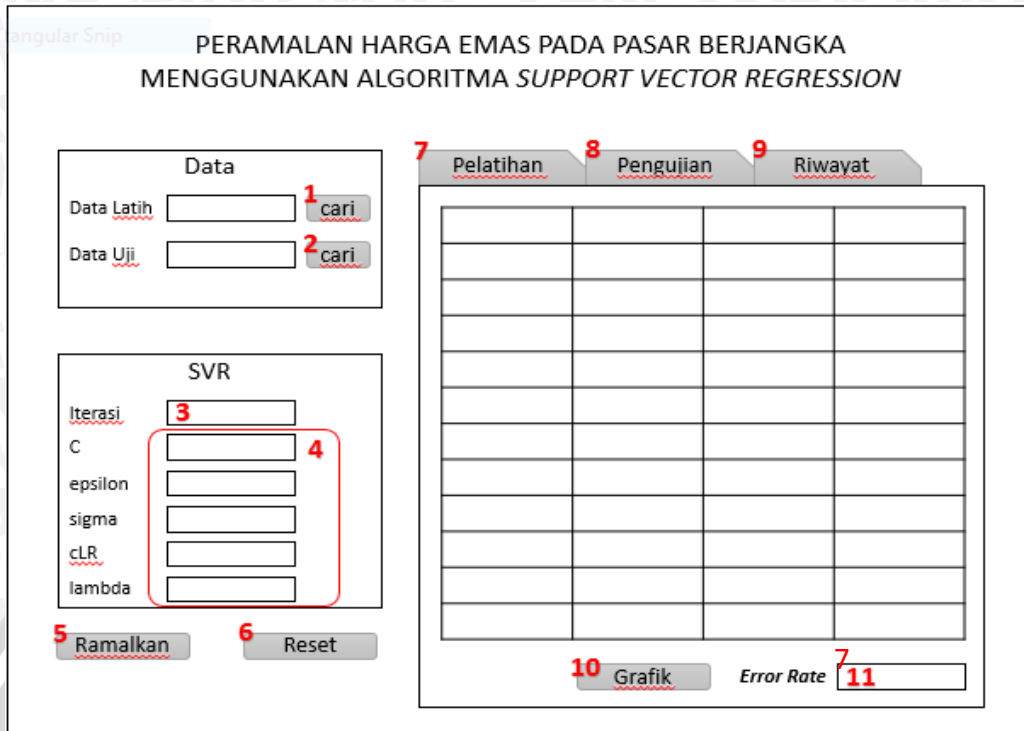 angular Snip
PERAMALAN HARGA EMAS PADA PASAR BERJANGKA
MENGGUNAKAN ALGORITMA SUPPORT VECTOR REGRESSION
Data
Data Latih
1
cari
Data Uji
2
cari
SVR
Iterasi
3
C
4
epsilon
sigma
cLR
lambda
5
Ramalkan
6
Reset
7
Pelatihan
8
Pengujian
9
Riwayat
10
Grafik
Error Rate
7
11